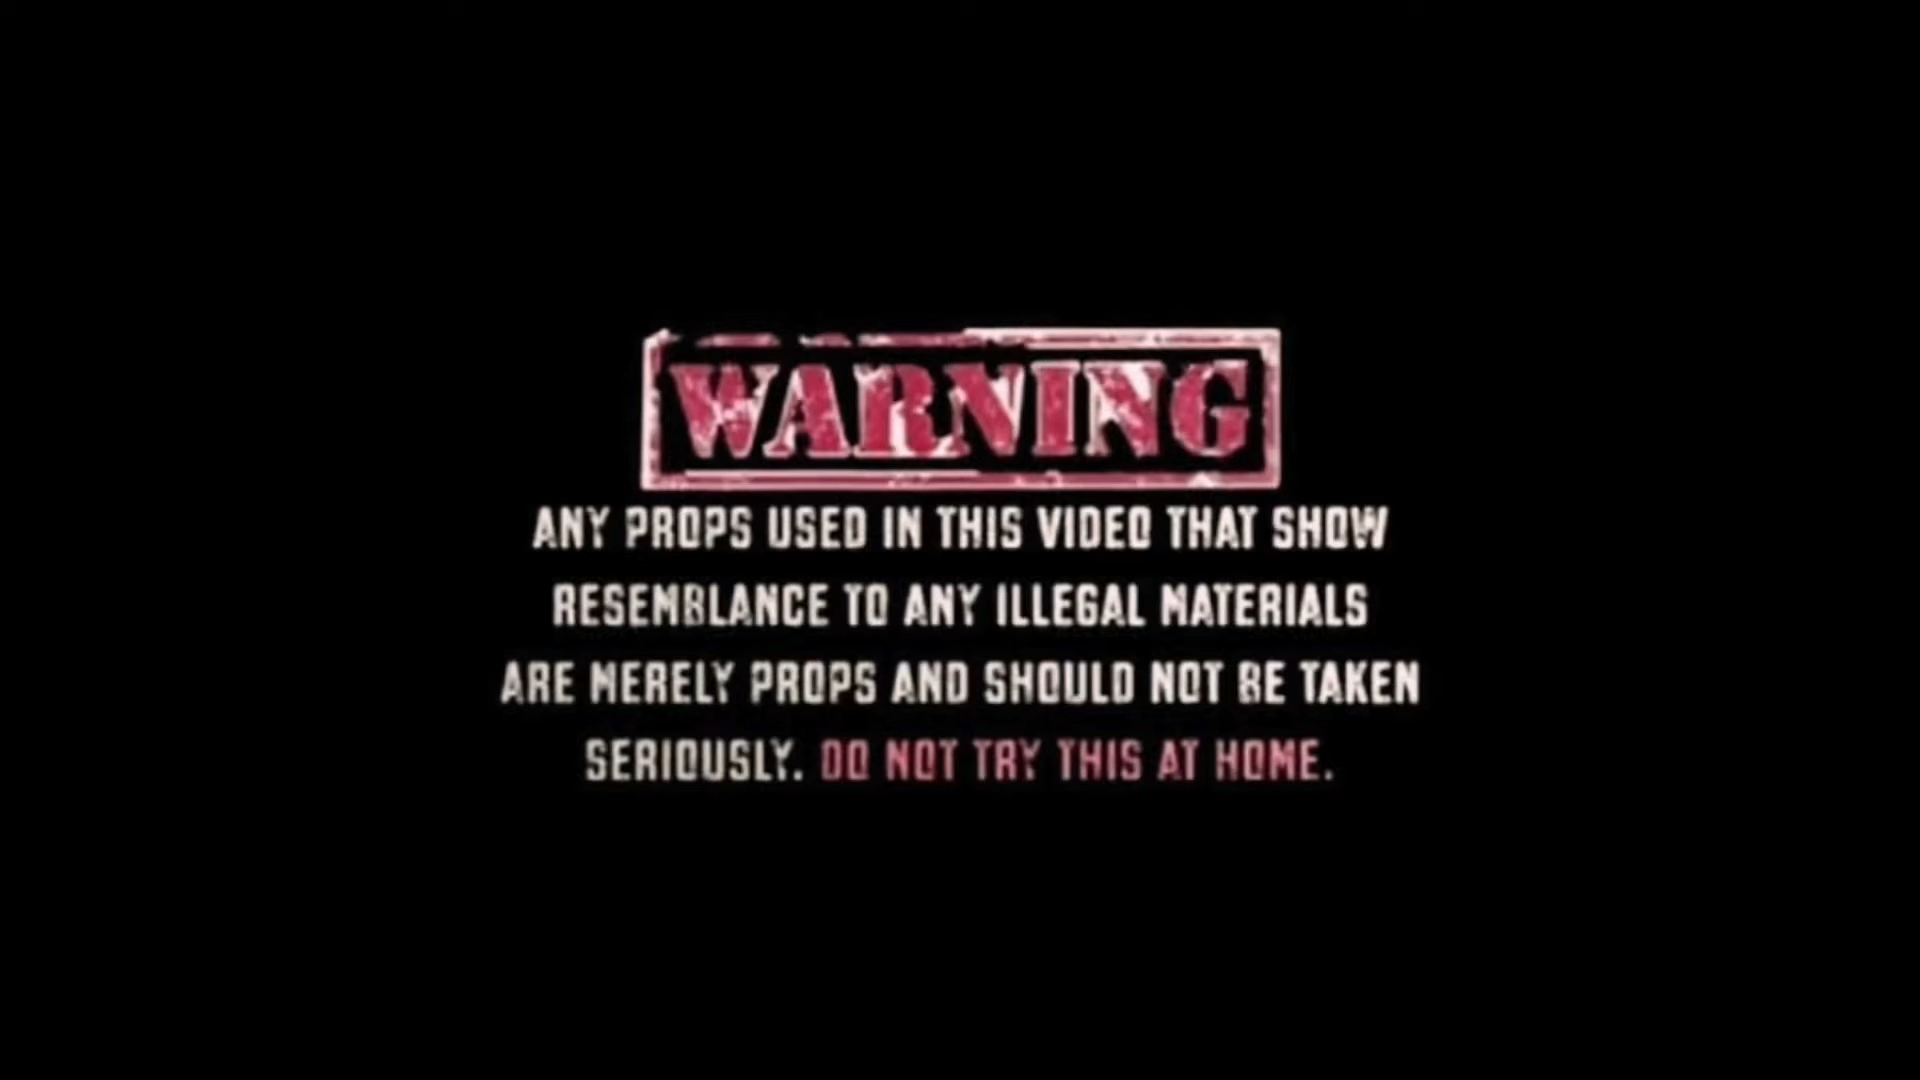 WARNING
ANY PROPS USED IN THIS VIDEO THAT SHOW
RESEMBLANCE TO ANY ILLEGAL MATERIALS
ARE MERELY PROPS AND SHOULD NOT BE TAKEN
SERIOUSLY. DO NOT TRY THIS AT HOME.